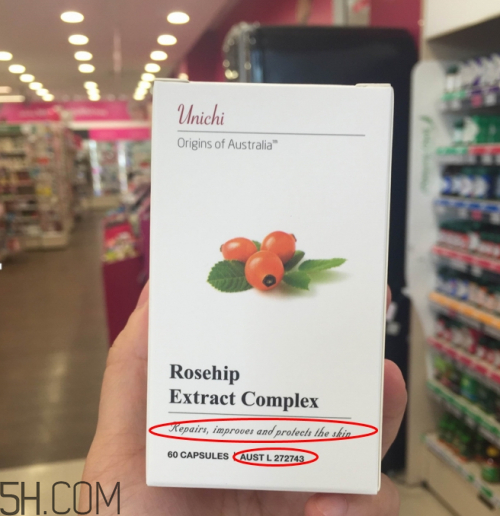 Unichi
Origins of Australia™
Rosehip
Extract Complex
Repairs, improves and protects the skin
60 CAPSULES | AUST L 272743
5H.COM